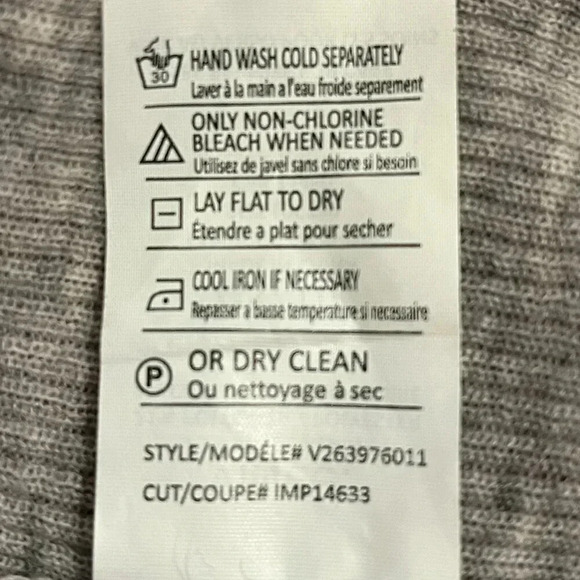 30
HAND WASH COLD SEPARATELY
Laver à la main a l'eau froide separement
ONLY NON-CHLORINE
BLEACH WHEN NEEDED
Utilisez de javel sans chlore si besoin
LAY FLAT TO DRY
Étendre a plat pour secher
COOL IRON IF NECESSARY
Repasser a basse temperature si necessaire
P
OR DRY CLEAN
Ou nettoyage à sec
STYLE/MODÉLE# V263976011
CUT/COUPE# IMP14633